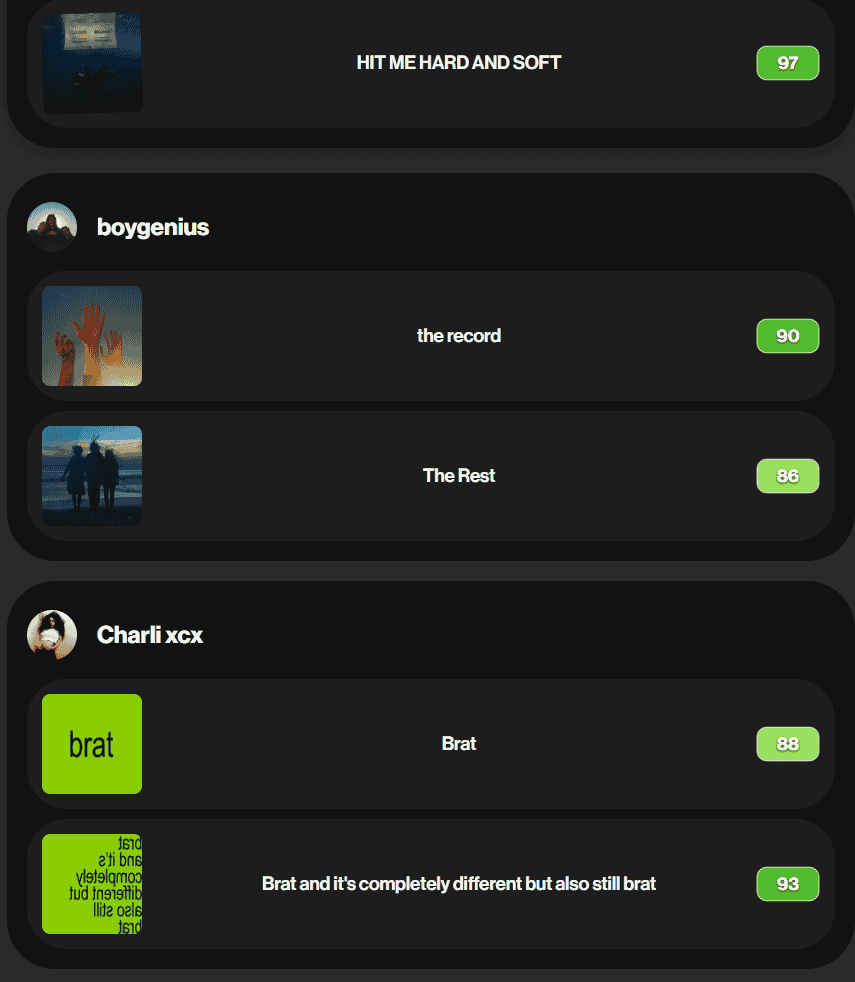 HIT ME HARD AND SOFT
97
boygenius
the record
90
The Rest
86
Charli xcx
brat
Brat
88
brat
and it's
completely
different but
also still
brat
Brat and it's completely different but also still brat
93